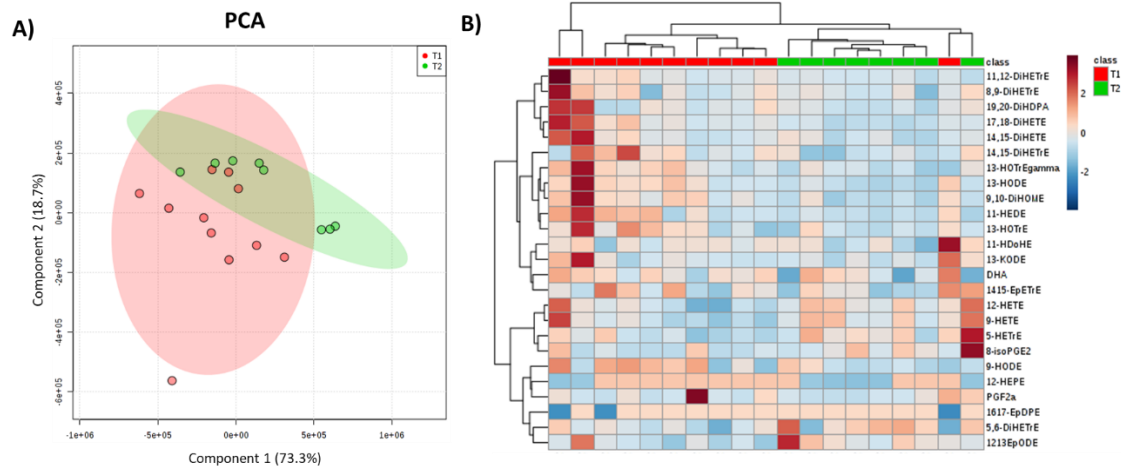 A)
PCA
T1
T2
4e+05
2e+05
0e+00
-2e+05
-4e+05
-6e+05
Component 2 (18.7%)
-1e+06
-5e+05
0e+00
5e+05
1e+06
Component 1 (73.3%)
B)
class
11,12-DiHETrE
8,9-DiHETrE
19,20-DiHDPA
17,18-DiHETE
14,15-DiHETE
14,15-DiHETrE
13-HOTrEgamma
13-HODE
9,10-DiHOME
11-HEDE
13-HOTrE
11-HDoHE
13-KODE
DHA
1415-EpETrE
12-HETE
9-HETE
5-HETrE
8-isoPGE2
9-HODE
12-HEPE
PGF2a
1617-EpDPE
5,6-DiHETrE
1213EpODE
2
0
-2
class
T1
T2